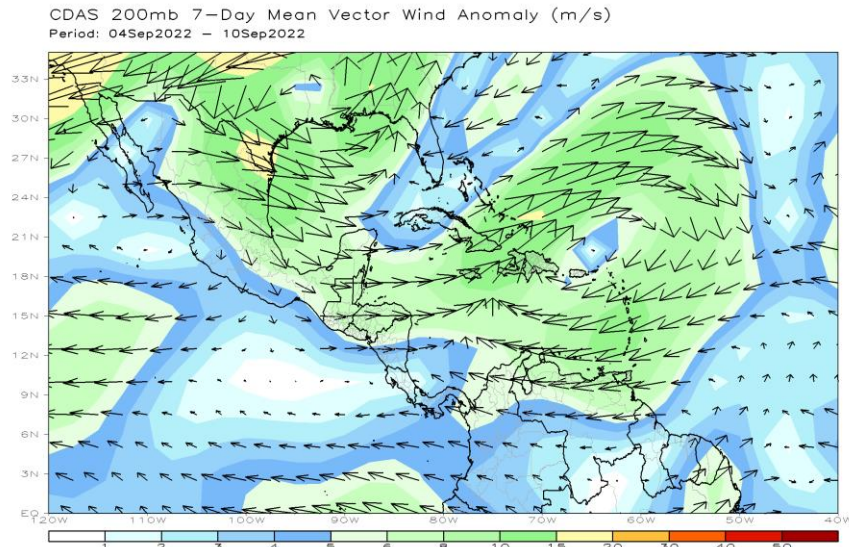 CDAS 200mb 7-Day Mean Vector Wind Anomaly (m/s)
Period: 04Sep2022 - 10Sep2022
33N
30N
27N
24N
21N
18N
15N
12N
9N
6N
3N
EQ
120W 110W 100W 90W 80W 70W 60W 50W 40W
1 2 3 4 5 6 8 10 15 20 30 40 50